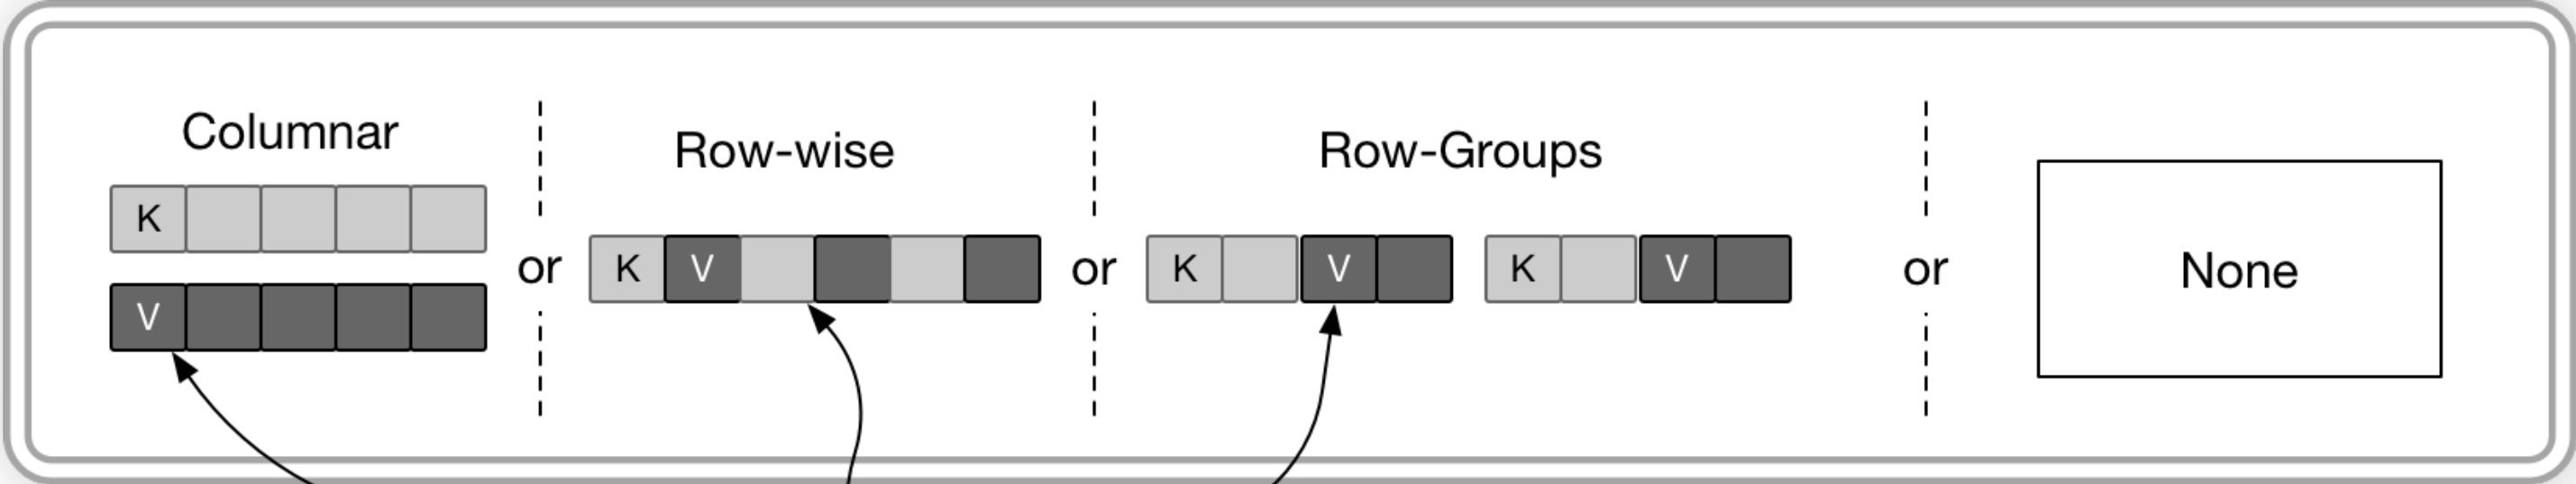 Columnar
K
V
or
Row-wise
K V
or
Row-Groups
K V K V
or
None